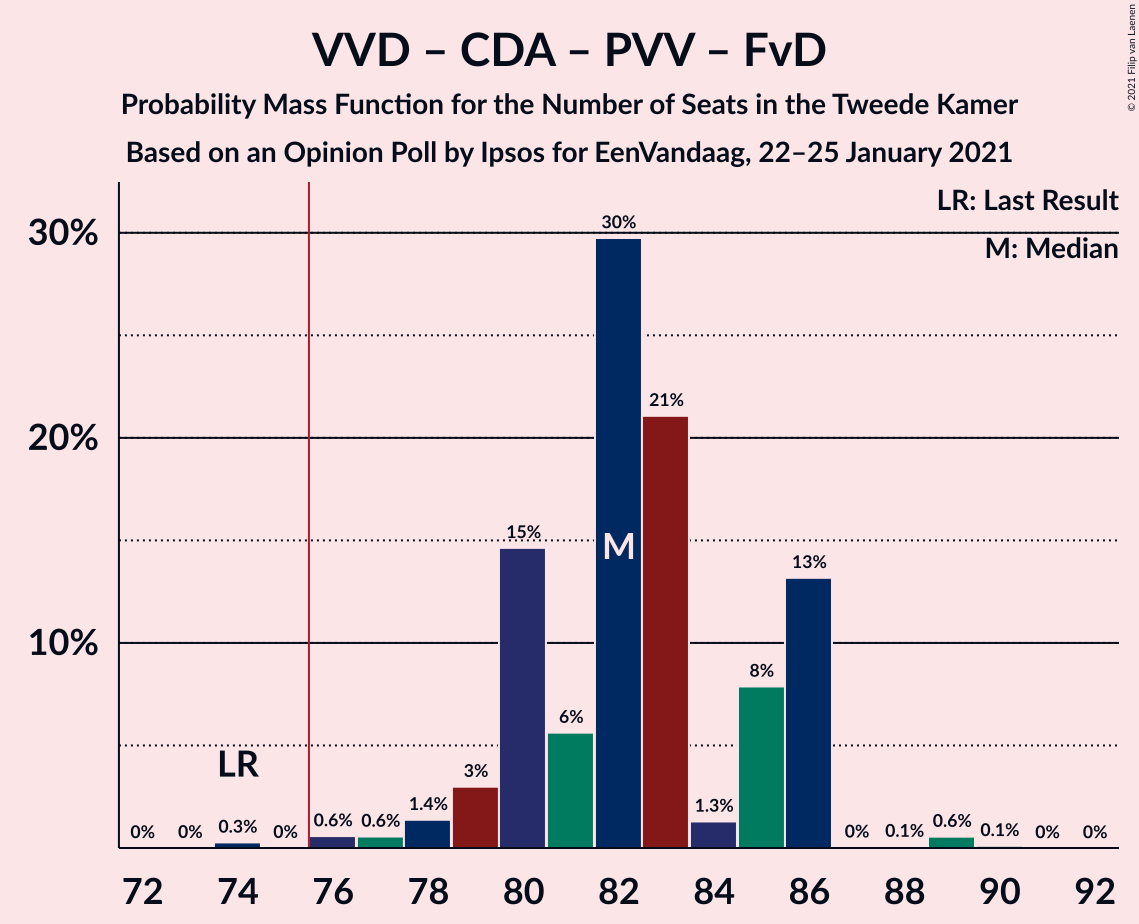 VVD – CDA – PVV – FvD
Probability Mass Function for the Number of Seats in the Tweede Kamer
Based on an Opinion Poll by Ipsos for EenVandaag, 22–25 January 2021
© 2021 Filip van Laenen
LR: Last Result
M: Median
30%
20%
10%
0% 0% 0.3% 0% 0.6% 0.6% 1.4% 3% 15% 6% 30% 21% 1.3% 8% 13% 0% 0.1% 0.6% 0.1% 0% 0%
LR
M
72 74 76 78 80 82 84 86 88 90 92